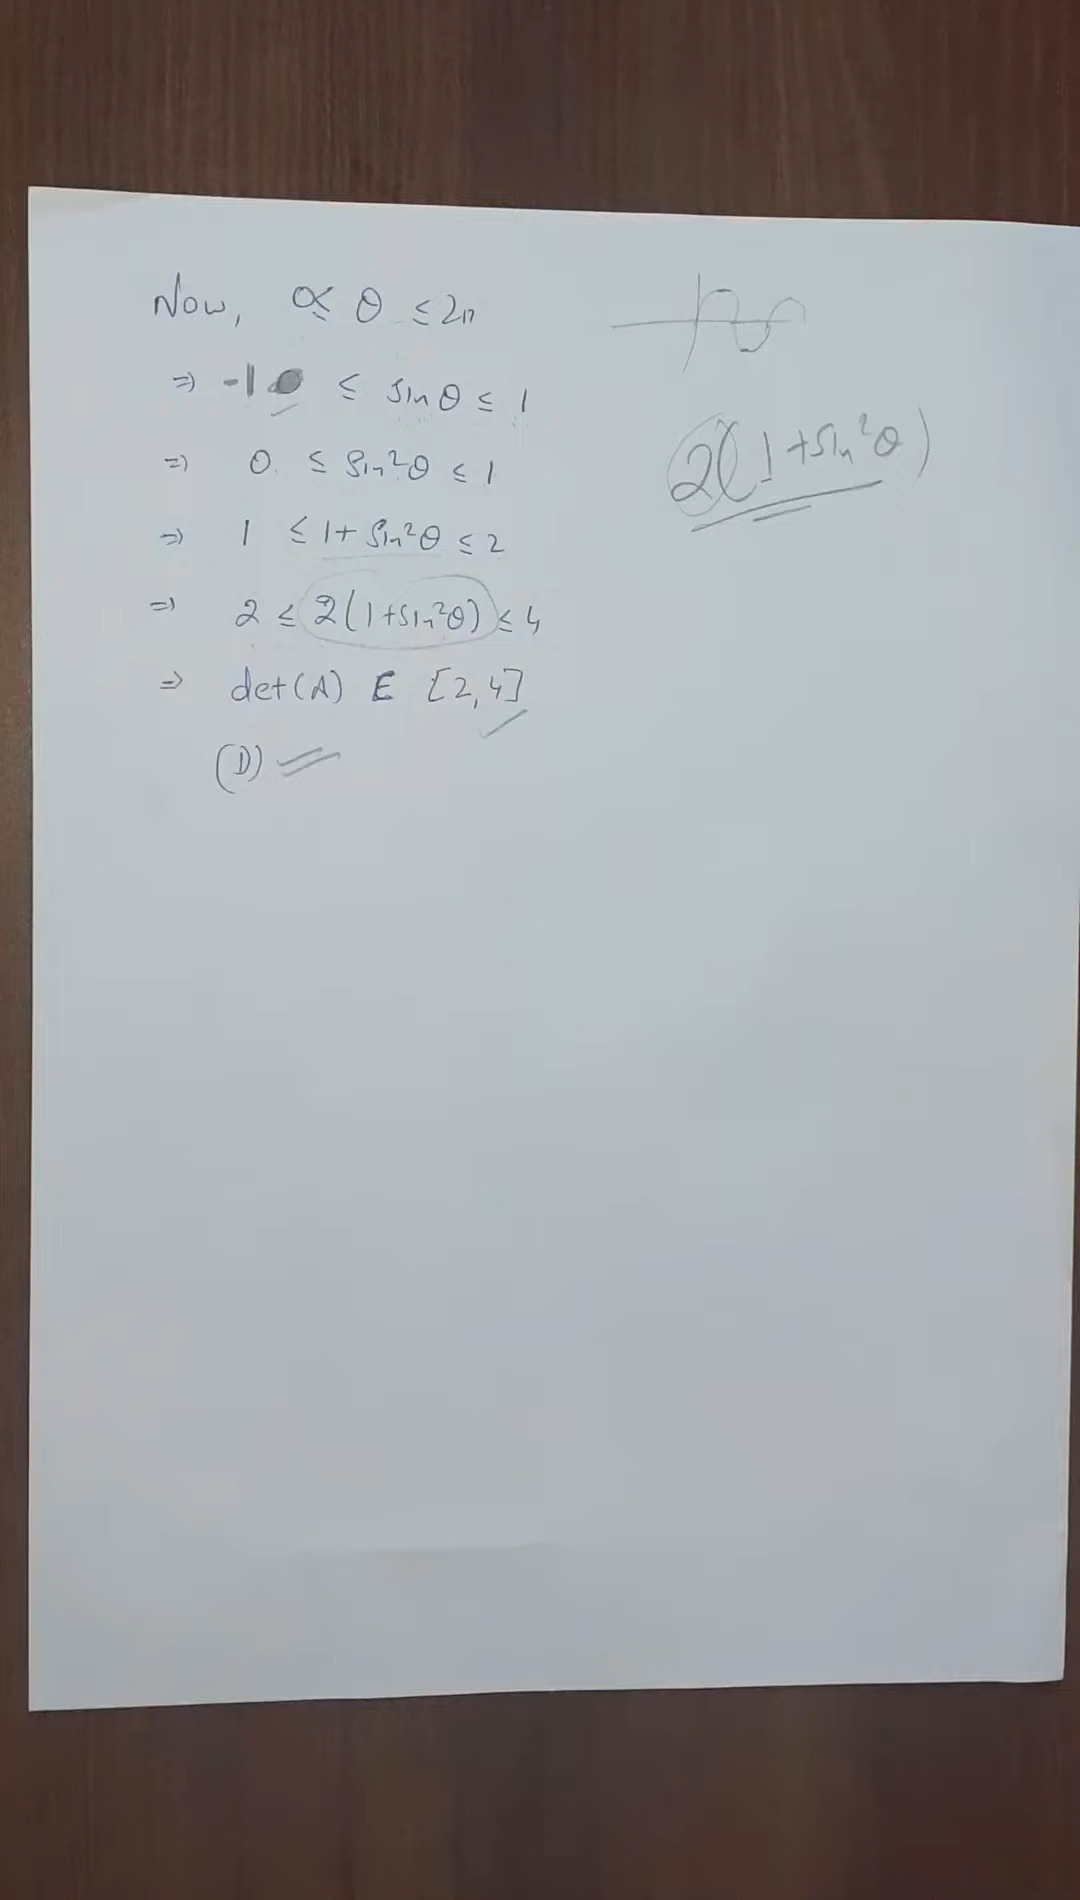 Now, 0 ≤ θ ≤ 2π
⇒ -1 ≤ sin θ ≤ 1
⇒ 0 ≤ sin²θ ≤ 1
⇒ 1 ≤ 1+ sin²θ ≤ 2
⇒ 2 ≤ 2(1+sin²θ) ≤ 4
⇒ det(A) ∈ [2,4]
(D)
2(1+sin²θ)